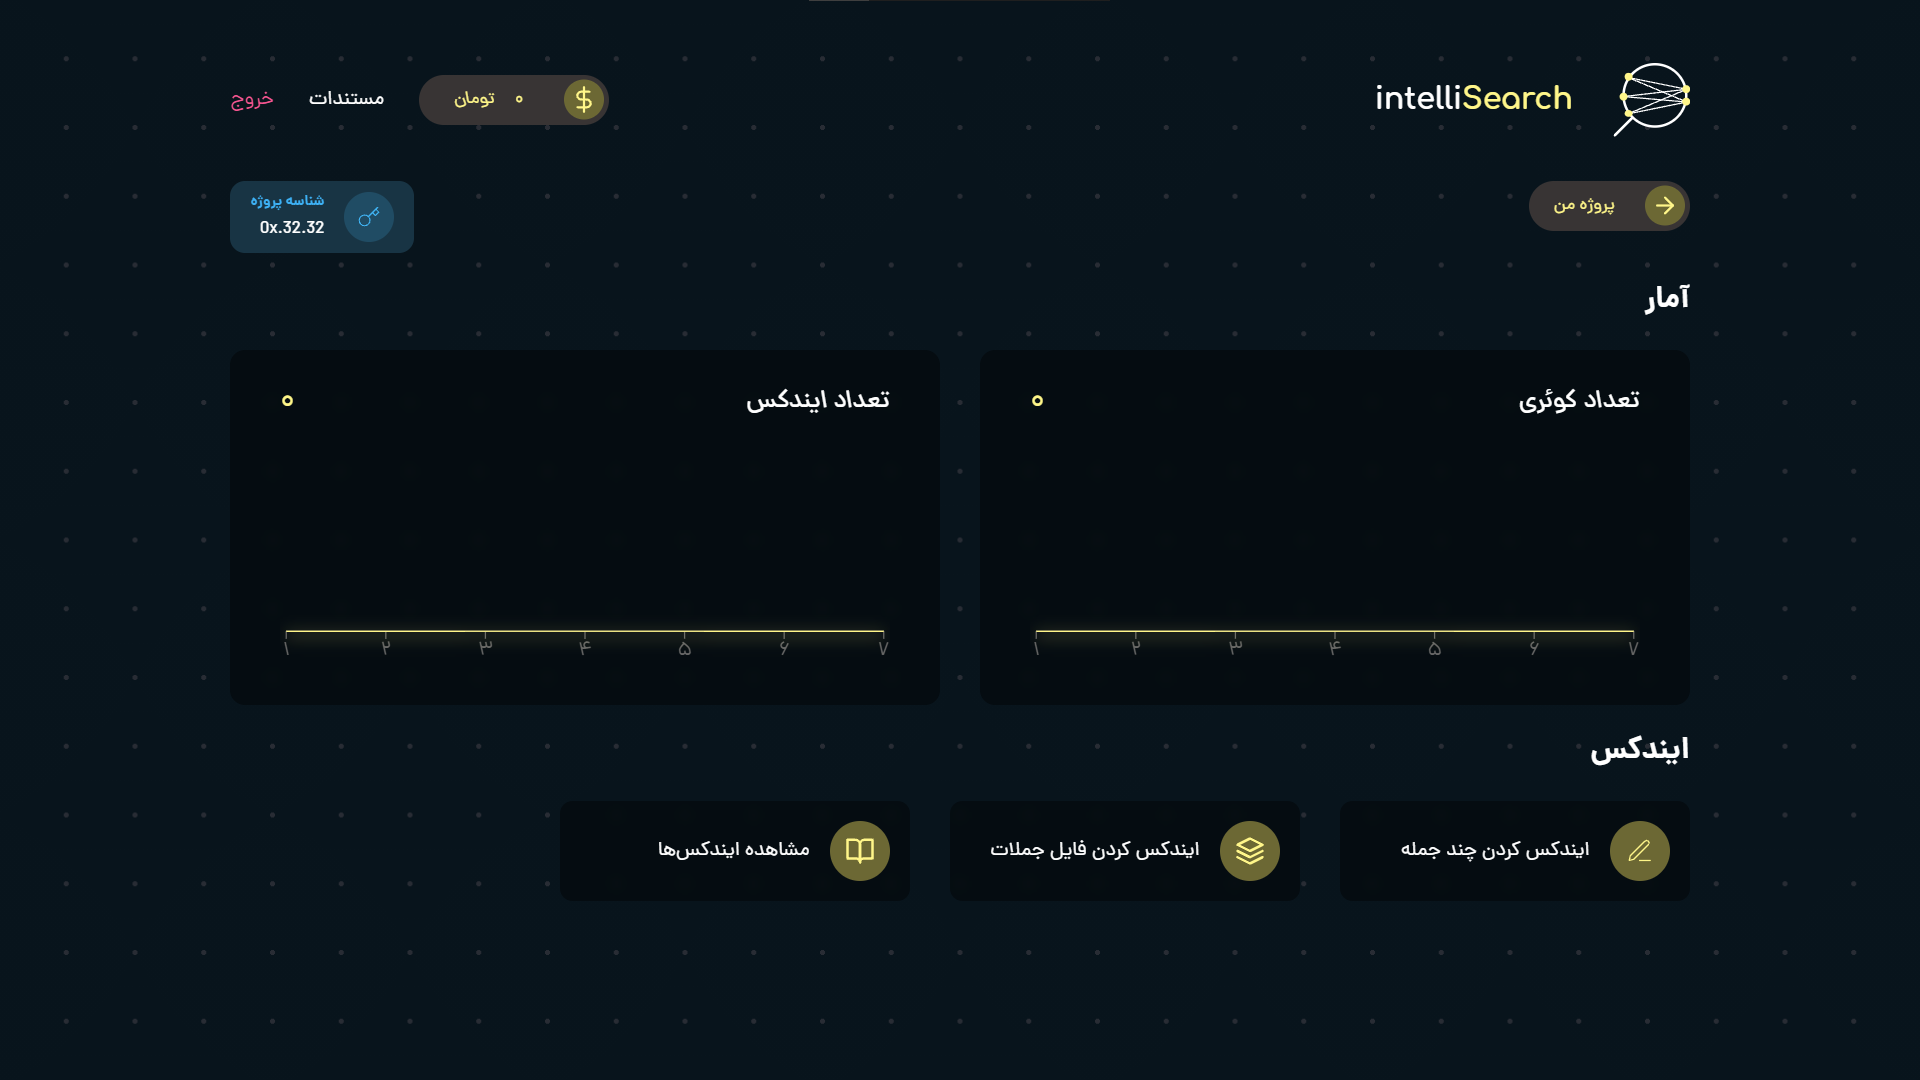 intelliSearch
۰ تومان
مستندات
خروج
پروژه من
شناسه پروژه
0x.32.32
آمار
تعداد کوئری
۰
۱ ۲ ۳ ۴ ۵ ۶ ۷
تعداد ایندکس
۰
۱ ۲ ۳ ۴ ۵ ۶ ۷
ایندکس
ایندکس کردن چند جمله
ایندکس کردن فایل جملات
مشاهده ایندکس‌ها